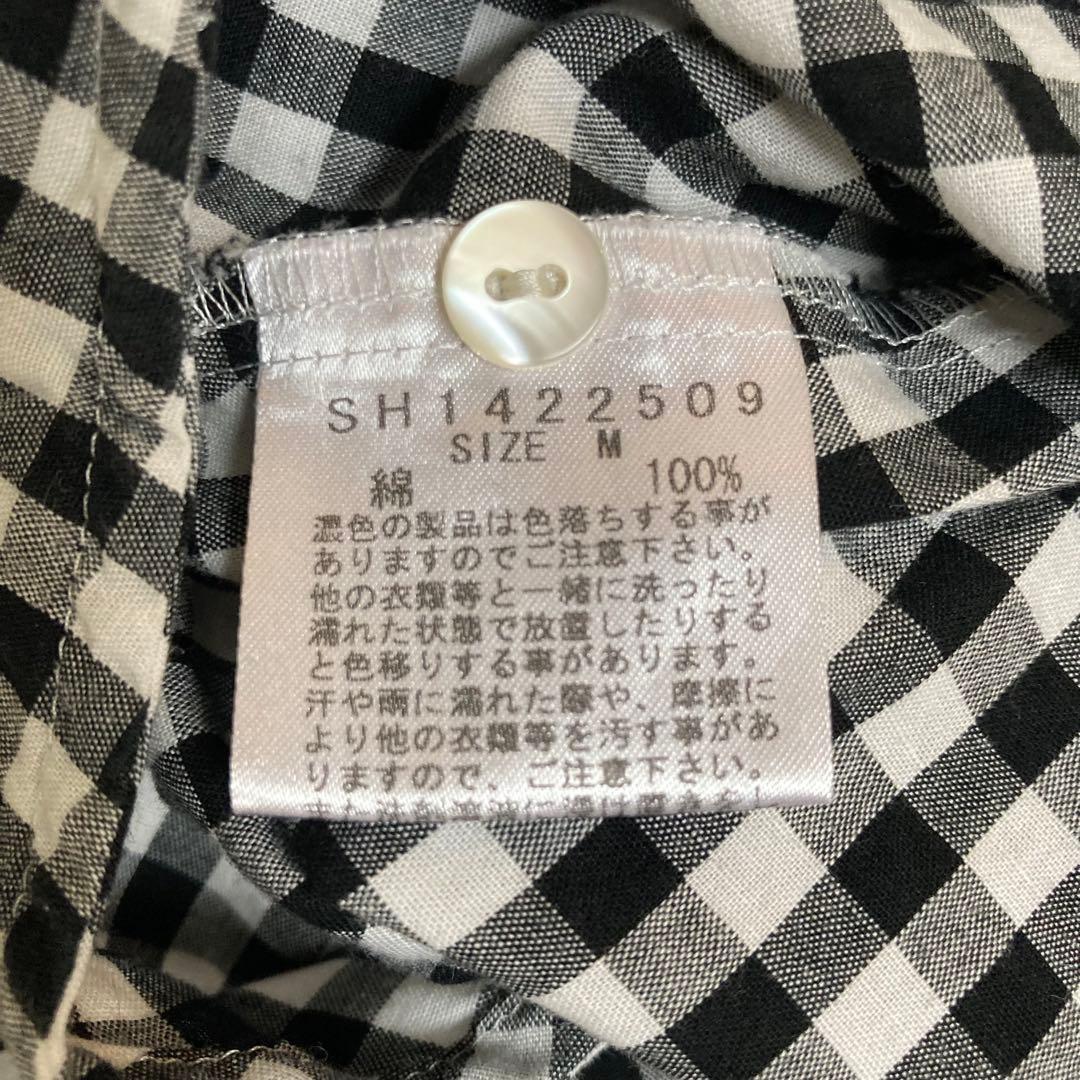 SH1422509
SIZE M
綿 100%
濃色の製品は色落ちする事が
ありますのでご注意下さい。
他の衣類等と一緒に洗ったり
濡れた状態で放置したりする
と色移りする事があります。
汗や雨に濡れた際や、摩擦に
より他の衣類等を汚す事があ
りますので、ご注意下さい。